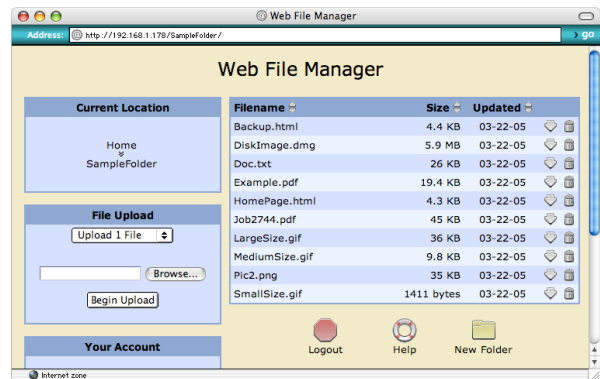 Web File Manager
Address: http://192.168.1.178/SampleFolder/ › go
Web File Manager
Current Location
Home
SampleFolder
File Upload
Upload 1 File
Browse...
Begin Upload
Your Account
Filename Size Updated
Backup.html 4.4 KB 03-22-05
DiskImage.dmg 5.9 MB 03-22-05
Doc.txt 26 KB 03-22-05
Example.pdf 19.4 KB 03-22-05
HomePage.html 4.3 KB 03-22-05
Job2744.pdf 45 KB 03-22-05
LargeSize.gif 36 KB 03-22-05
MediumSize.gif 9.8 KB 03-22-05
Pic2.png 35 KB 03-22-05
SmallSize.gif 1411 bytes 03-22-05
Logout Help New Folder
Internet zone